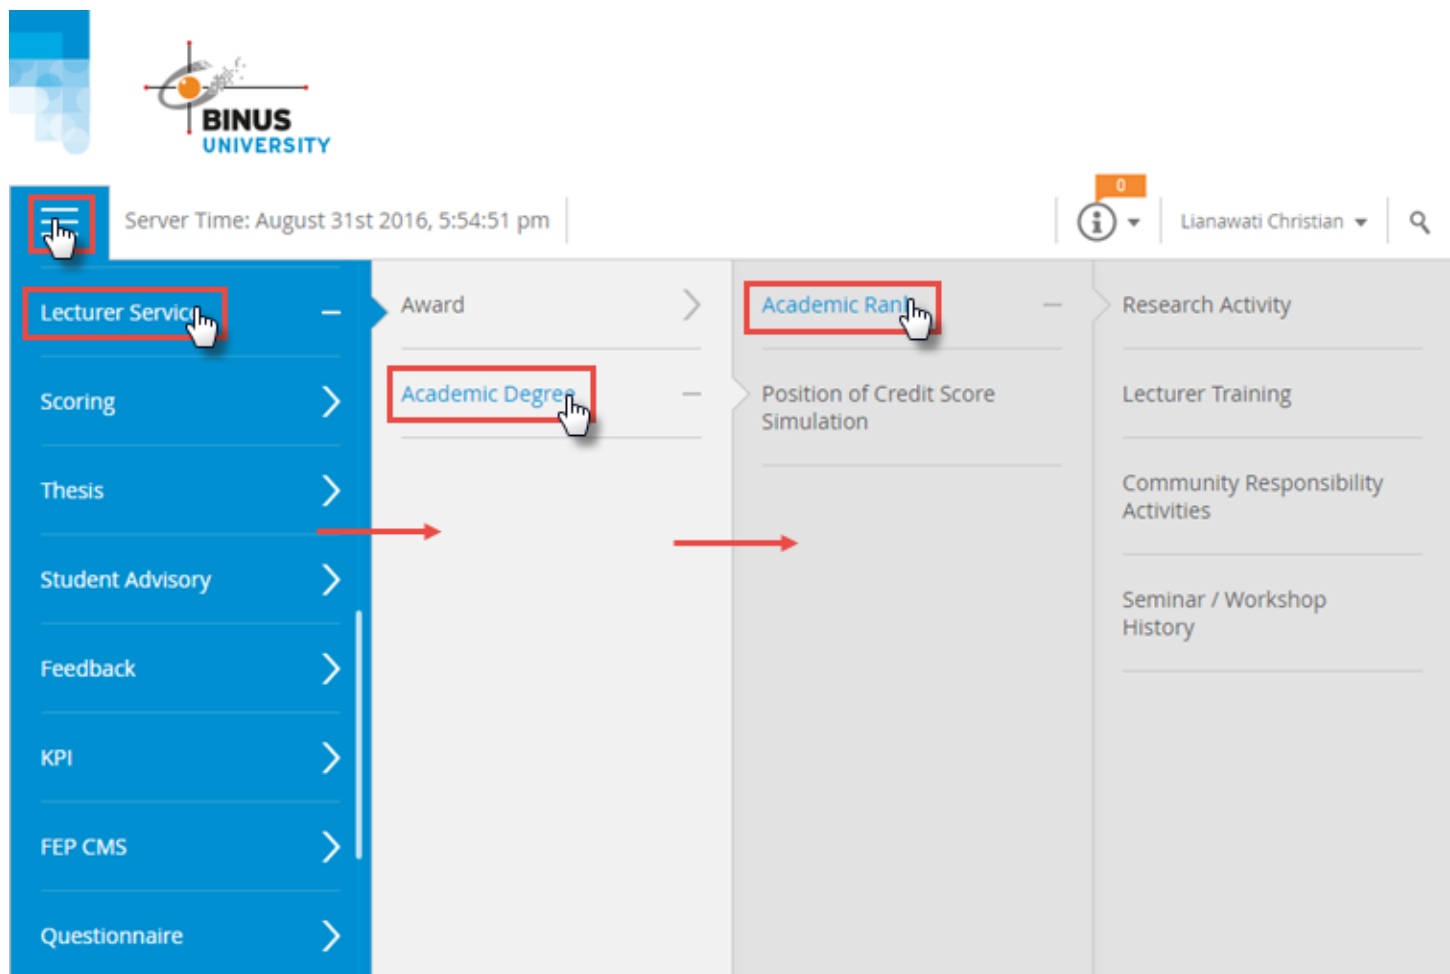 BINUS
UNIVERSITY
0
Server Time: August 31st 2016, 5:54:51 pm
Lianawati Christian
Lecturer Service
Scoring
Thesis
Student Advisory
Feedback
KPI
FEP CMS
Questionnaire
Award
Academic Degree
Academic Rank
Position of Credit Score
Simulation
Research Activity
Lecturer Training
Community Responsibility
Activities
Seminar / Workshop
History